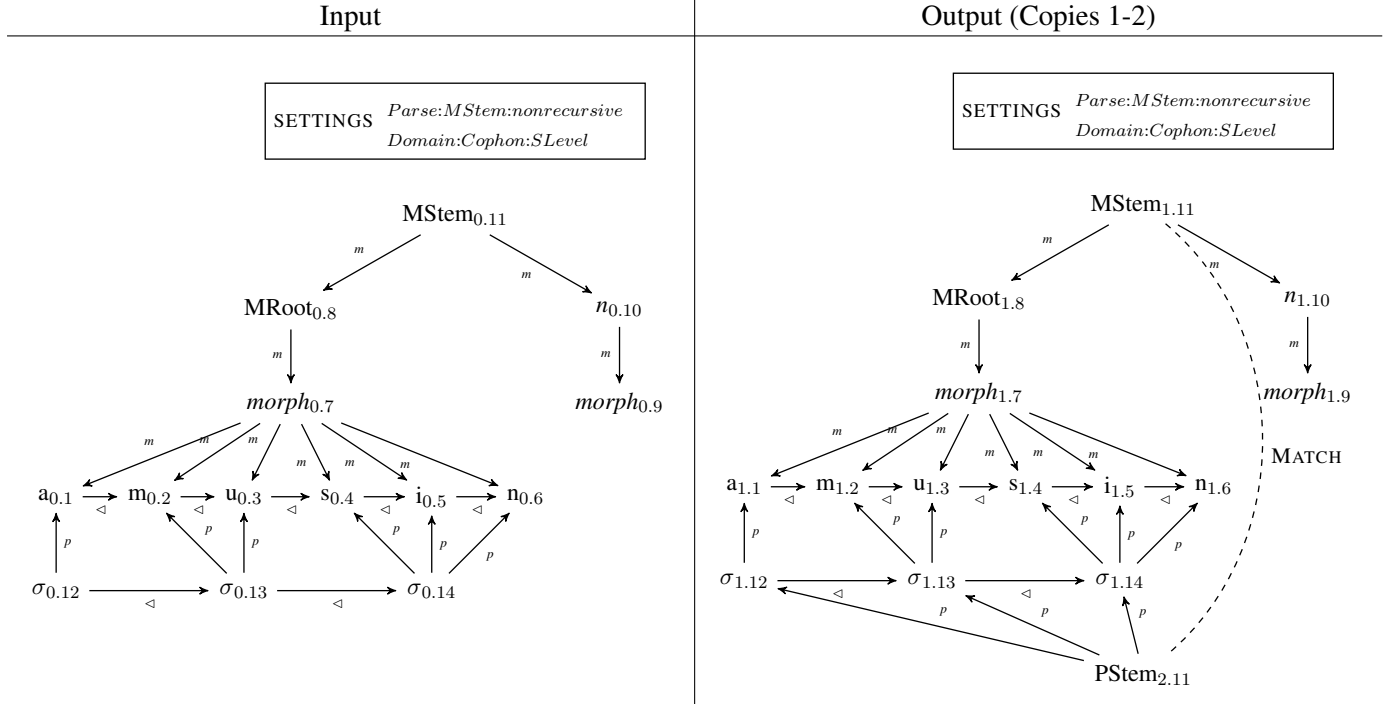 Input Output (Copies 1-2)
SETTINGS Parse:MStem:nonrecursive
Domain:Cophon:SLevel
MStem0.11
m m
MRoot0.8 n0.10
m m
morph0.7 morph0.9
m m m m m m
a0.1 m0.2 u0.3 s0.4 i0.5 n0.6
◁ ◁ ◁ ◁ ◁
p p p p p p
σ0.12 σ0.13 σ0.14
◁ ◁
SETTINGS Parse:MStem:nonrecursive
Domain:Cophon:SLevel
MStem1.11
m m
MRoot1.8 n1.10
m m
morph1.7 morph1.9
m m m m m m
MATCH
a1.1 m1.2 u1.3 s1.4 i1.5 n1.6
◁ ◁ ◁ ◁ ◁
p p p p p p
σ1.12 σ1.13 σ1.14
◁ ◁
p p p
PStem2.11